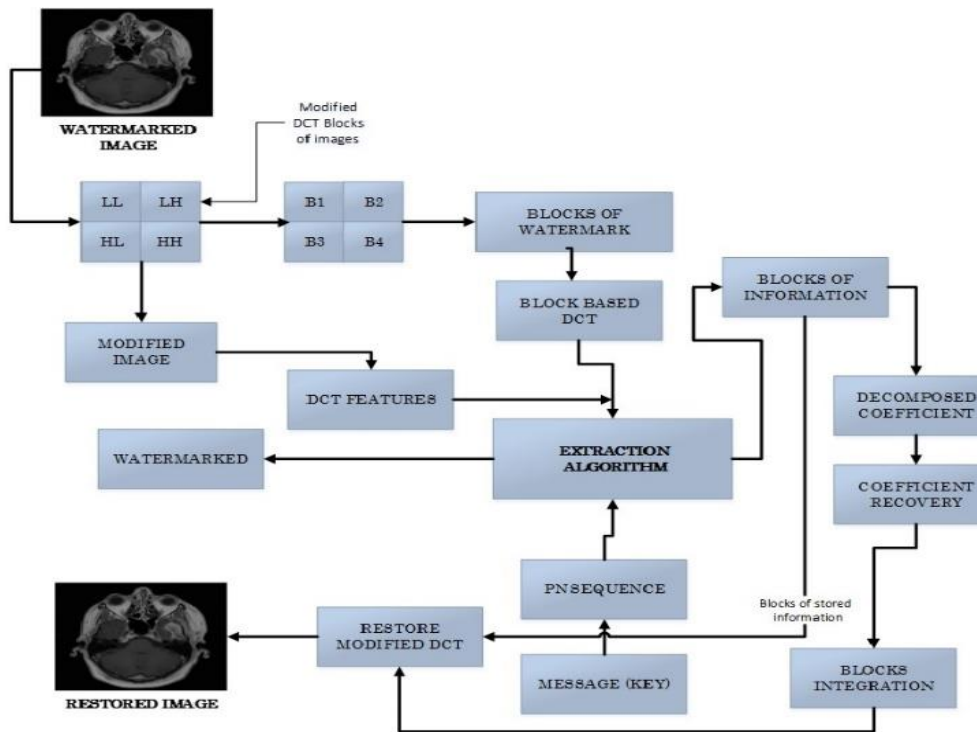 WATERMARKED
IMAGE
Modified
DCT Blocks
of images
LL LH
HL HH
B1 B2
B3 B4
BLOCKS OF
WATERMARK
BLOCKS OF
INFORMATION
BLOCK BASED
DCT
MODIFIED
IMAGE
DCT FEATURES
DECOMPOSED
COEFFICIENT
WATERMARKED
EXTRACTION
ALGORITHM
COEFFICIENT
RECOVERY
PNSEQUENCE
Blocks of stored
information
RESTORE
MODIFIED DCT
MESSAGE (KEY)
BLOCKS
INTEGRATION
RESTORED IMAGE